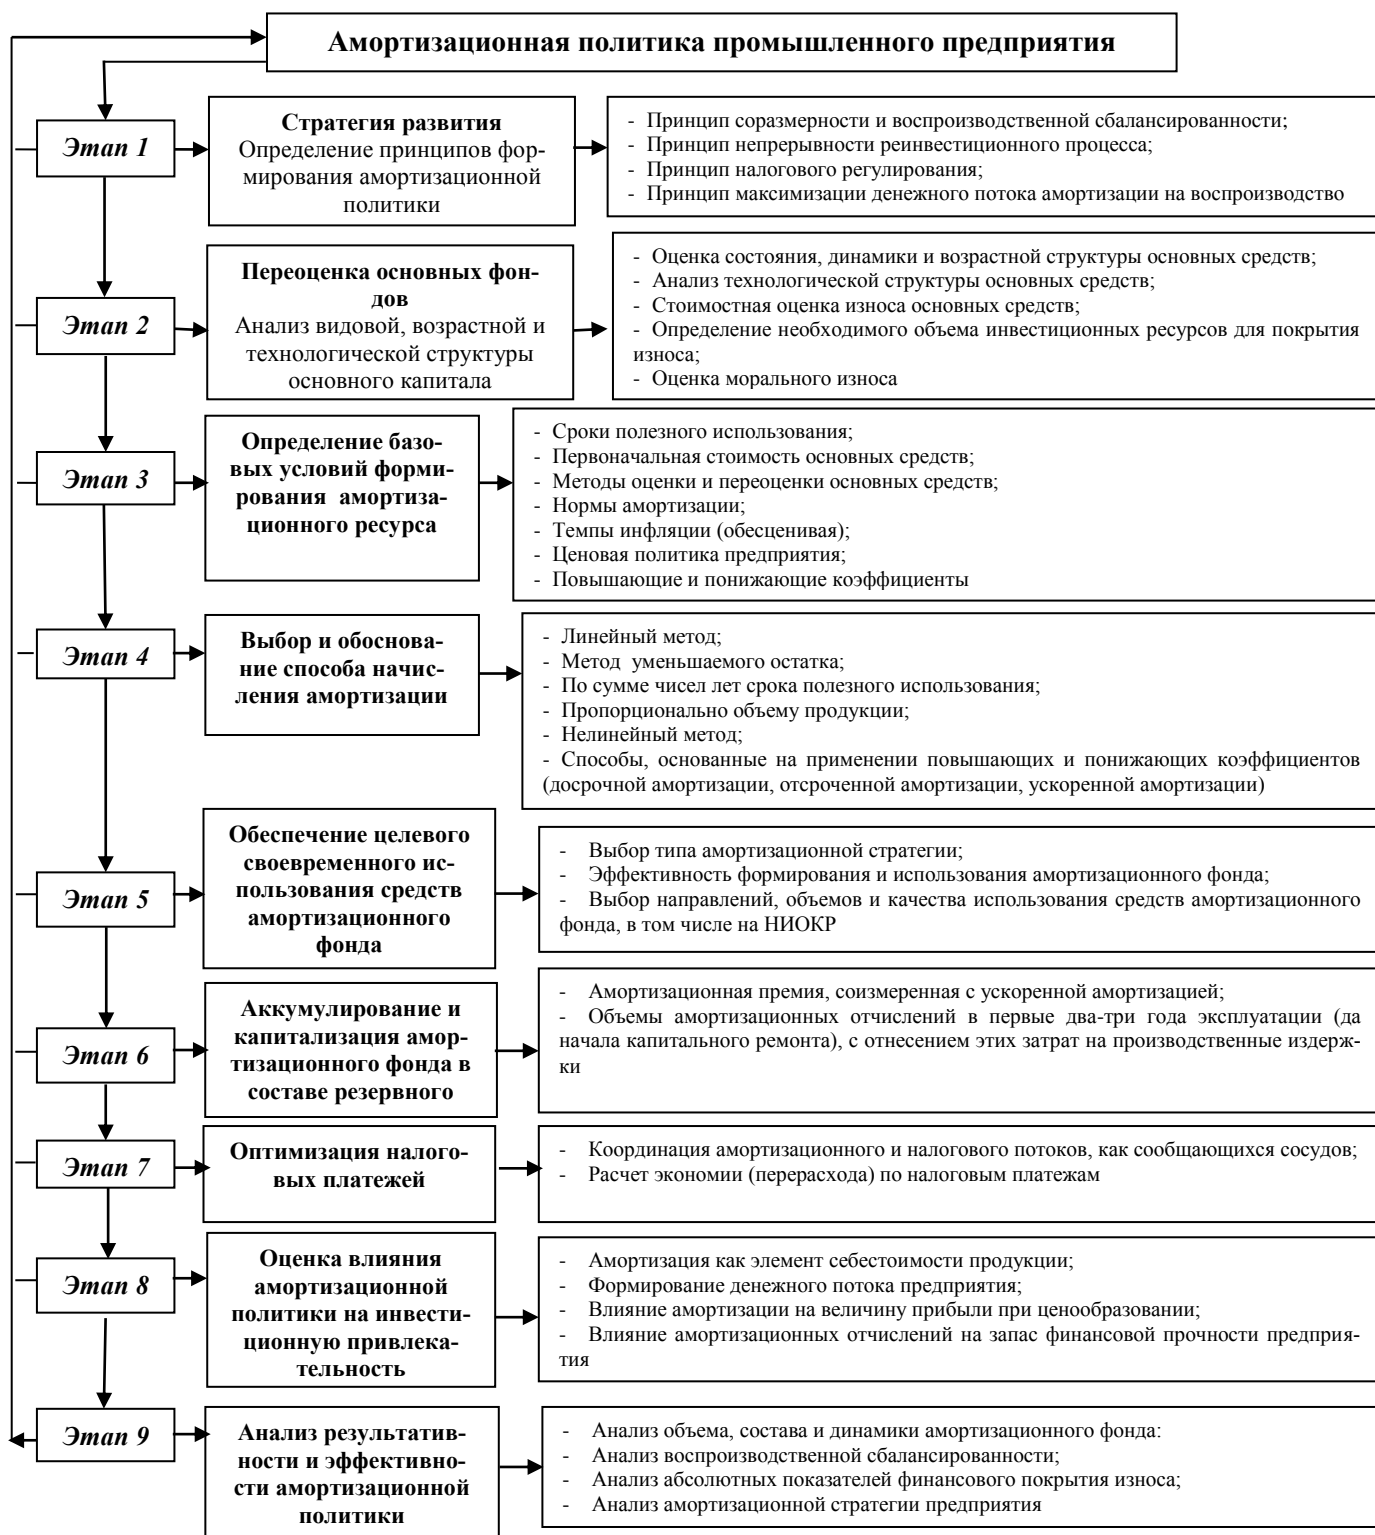 Амортизационная политика промышленного предприятия
Этап 1
Стратегия развития
Определение принципов фор-
мирования амортизационной
политики
- Принцип соразмерности и воспроизводственной сбалансированности;
- Принцип непрерывности реинвестиционного процесса;
- Принцип налогового регулирования;
- Принцип максимизации денежного потока амортизации на воспроизводство
Этап 2
Переоценка основных фон-
дов
Анализ видовой, возрастной и
технологической структуры
основного капитала
- Оценка состояния, динамики и возрастной структуры основных средств;
- Анализ технологической структуры основных средств;
- Стоимостная оценка износа основных средств;
- Определение необходимого объема инвестиционных ресурсов для покрытия
износа;
- Оценка морального износа
Этап 3
Определение базо-
вых условий форми-
рования амортиза-
ционного ресурса
- Сроки полезного использования;
- Первоначальная стоимость основных средств;
- Методы оценки и переоценки основных средств;
- Нормы амортизации;
- Темпы инфляции (обесценивая);
- Ценовая политика предприятия;
- Повышающие и понижающие коэффициенты
Этап 4
Выбор и обоснова-
ние способа начис-
ления амортизации
- Линейный метод;
- Метод уменьшаемого остатка;
- По сумме чисел лет срока полезного использования;
- Пропорционально объему продукции;
- Нелинейный метод;
- Способы, основанные на применении повышающих и понижающих коэффициентов
(досрочной амортизации, отсроченной амортизации, ускоренной амортизации)
Этап 5
Обеспечение целевого
своевременного ис-
пользования средств
амортизационного
фонда
- Выбор типа амортизационной стратегии;
- Эффективность формирования и использования амортизационного фонда;
- Выбор направлений, объемов и качества использования средств амортизационного
фонда, в том числе на НИОКР
Этап 6
Аккумулирование и
капитализация амор-
тизационного фонда в
составе резервного
- Амортизационная премия, соизмеренная с ускоренной амортизацией;
- Объемы амортизационных отчислений в первые два-три года эксплуатации (да
начала капитального ремонта), с отнесением этих затрат на производственные издерж-
ки
Этап 7
Оптимизация налого-
вых платежей
- Координация амортизационного и налогового потоков, как сообщающихся сосудов;
- Расчет экономии (перерасхода) по налоговым платежам
Этап 8
Оценка влияния
амортизационной
политики на инвести-
ционную привлека-
тельность
- Амортизация как элемент себестоимости продукции;
- Формирование денежного потока предприятия;
- Влияние амортизации на величину прибыли при ценообразовании;
- Влияние амортизационных отчислений на запас финансовой прочности предприя-
тия
Этап 9
Анализ результатив-
ности и эффективно-
сти амортизационной
политики
- Анализ объема, состава и динамики амортизационного фонда:
- Анализ воспроизводственной сбалансированности;
- Анализ абсолютных показателей финансового покрытия износа;
- Анализ амортизационной стратегии предприятия